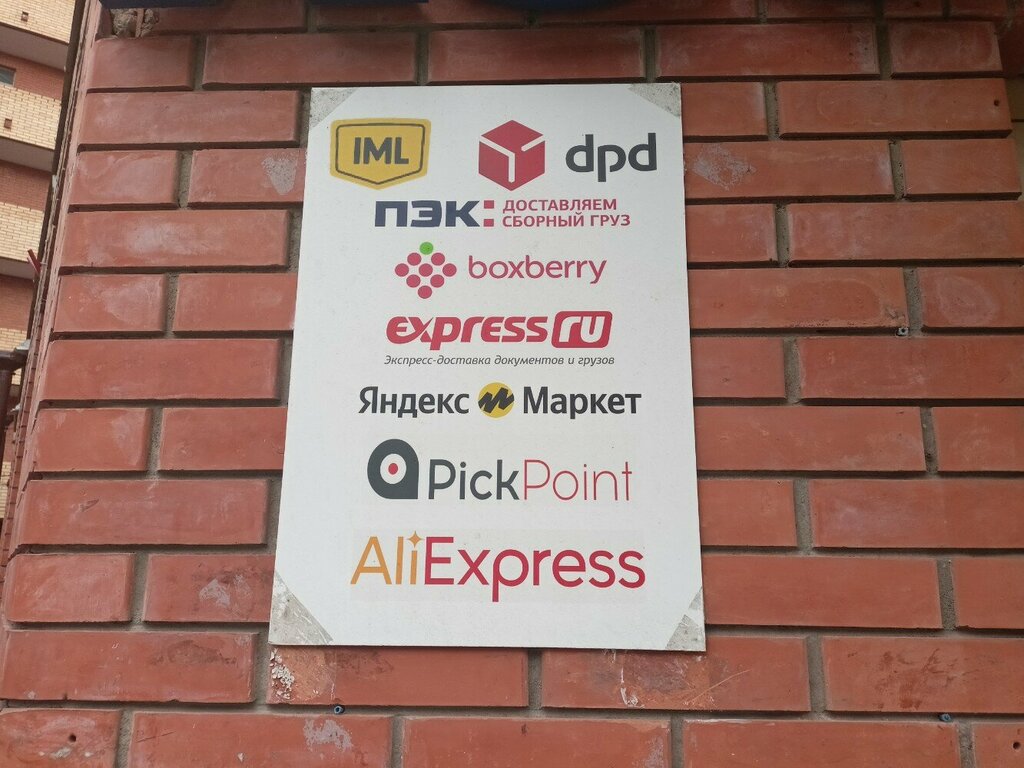 IML
dpd
ПЭК: ДОСТАВЛЯЕМ
СБОРНЫЙ ГРУЗ
boxberry
express ru
Экспресс-доставка документов и грузов
Яндекс Маркет
PickPoint
AliExpress